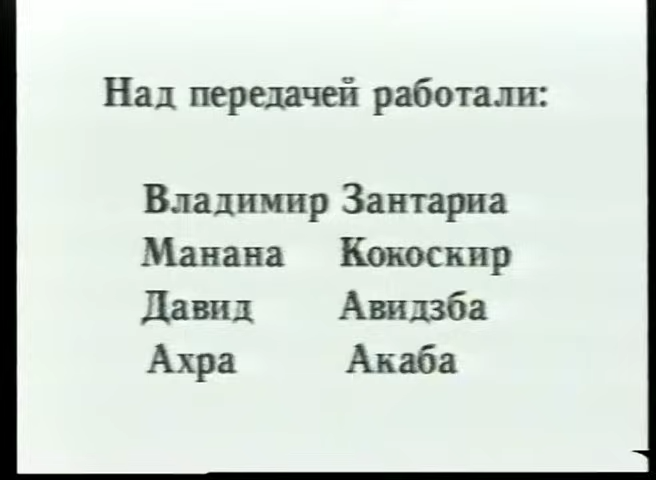 Над передачей работали:
Владимир Зантариа
Манана Кокоскир
Давид Авидзба
Ахра Акаба